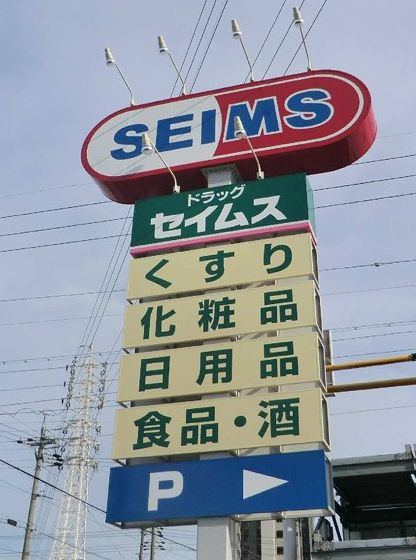 SEIMS
ドラッグ
セイムス
くすり
化粧品
日用品
食品・酒
P